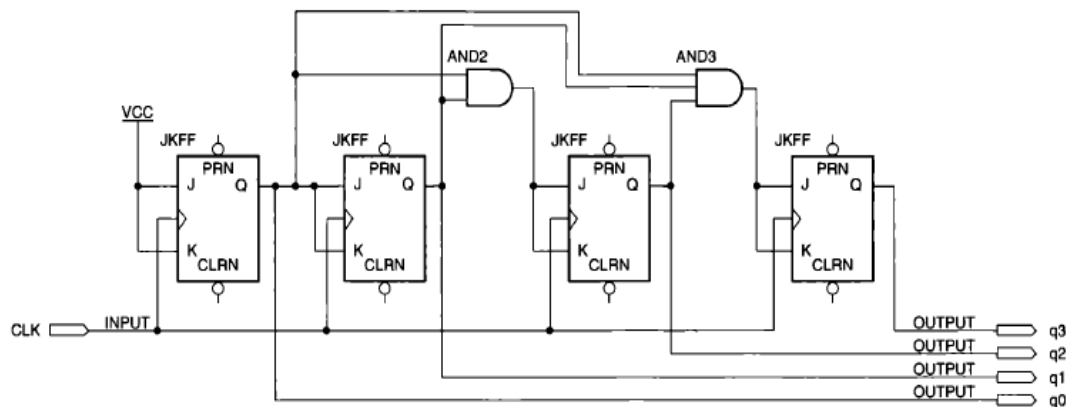 AND2
AND3
VCC
JKFF
JKFF
JKFF
JKFF
PRN
PRN
PRN
PRN
J Q
J Q
J Q
J Q
K
K
K
K
CLRN
CLRN
CLRN
CLRN
CLK INPUT
OUTPUT q3
OUTPUT q2
OUTPUT q1
OUTPUT q0